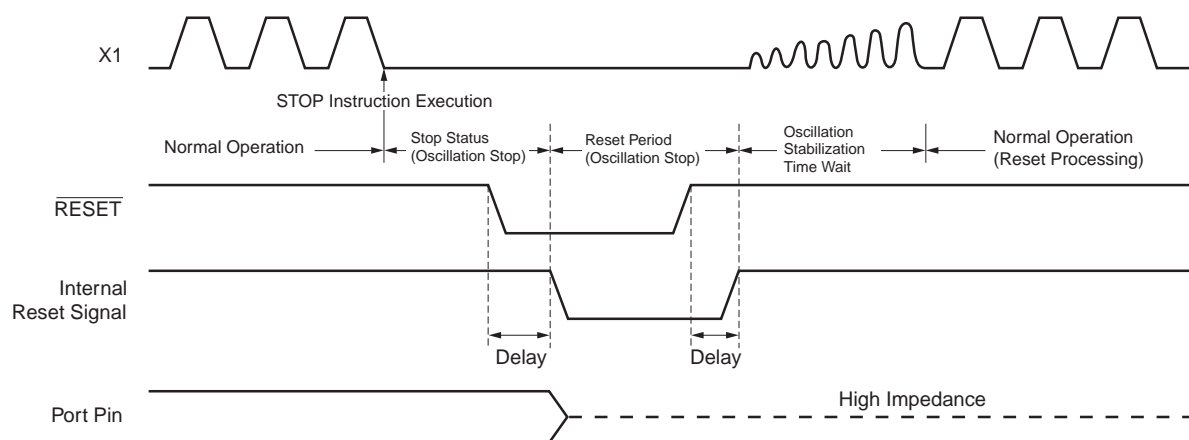 X1
STOP Instruction Execution
Normal Operation
Stop Status
(Oscillation Stop)
Reset Period
(Oscillation Stop)
Oscillation
Stabilization
Time Wait
Normal Operation
(Reset Processing)
RESET
Internal
Reset Signal
Delay
Delay
Port Pin
High Impedance